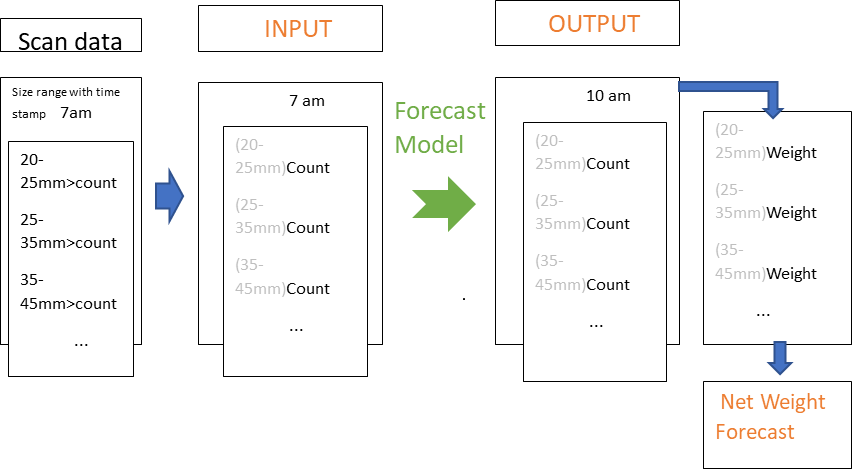 Scan data
Size range with time
stamp 7am
20-
25mm>count
25-
35mm>count
35-
45mm>count
...
INPUT
7 am
(20-
25mm)Count
(25-
35mm)Count
(35-
45mm)Count
...
Forecast
Model
.
OUTPUT
10 am
(20-
25mm)Count
(25-
35mm)Count
(35-
45mm)Count
...
(20-
25mm)Weight
(25-
35mm)Weight
(35-
45mm)Weight
...
Net Weight
Forecast